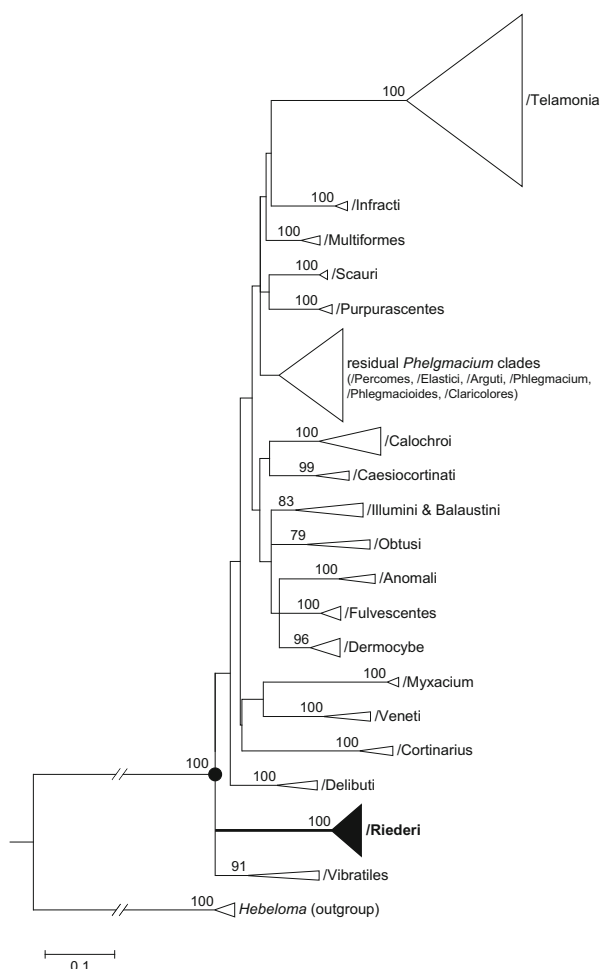 100
/Telamonia
100
/Infracti
100
/Multiformes
100
/Scauri
100
/Purpurascentes
residual Phelgmacium clades
(/Percomes, /Elastici, /Arguti, /Phlegmacium,
/Phlegmacioides, /Claricolores)
100
/Calochroi
99
/Caesiocortinati
83
/Illumini & Balaustini
79
/Obtusi
100
/Anomali
100
/Fulvescentes
96
/Dermocybe
100
/Myxacium
100
/Veneti
100
/Cortinarius
100
100
/Delibuti
100
/Riederi
91
/Vibratiles
100
Hebeloma (outgroup)
0.1